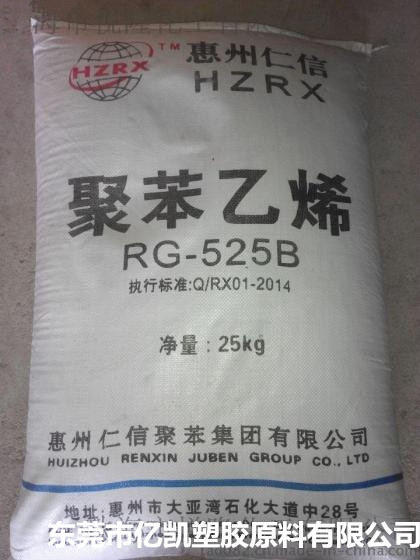 HZRX™ 惠州仁信
HZRX
聚苯乙烯
RG-525B
执行标准:Q/RX01-2014
净量：25kg
惠州仁信聚苯集团有限公司
HUIZHOU RENXIN JUBEN GROUP CO., LTD
地址:惠州市大亚湾石化大道中28号
东莞市亿凯塑胶原料有限公司